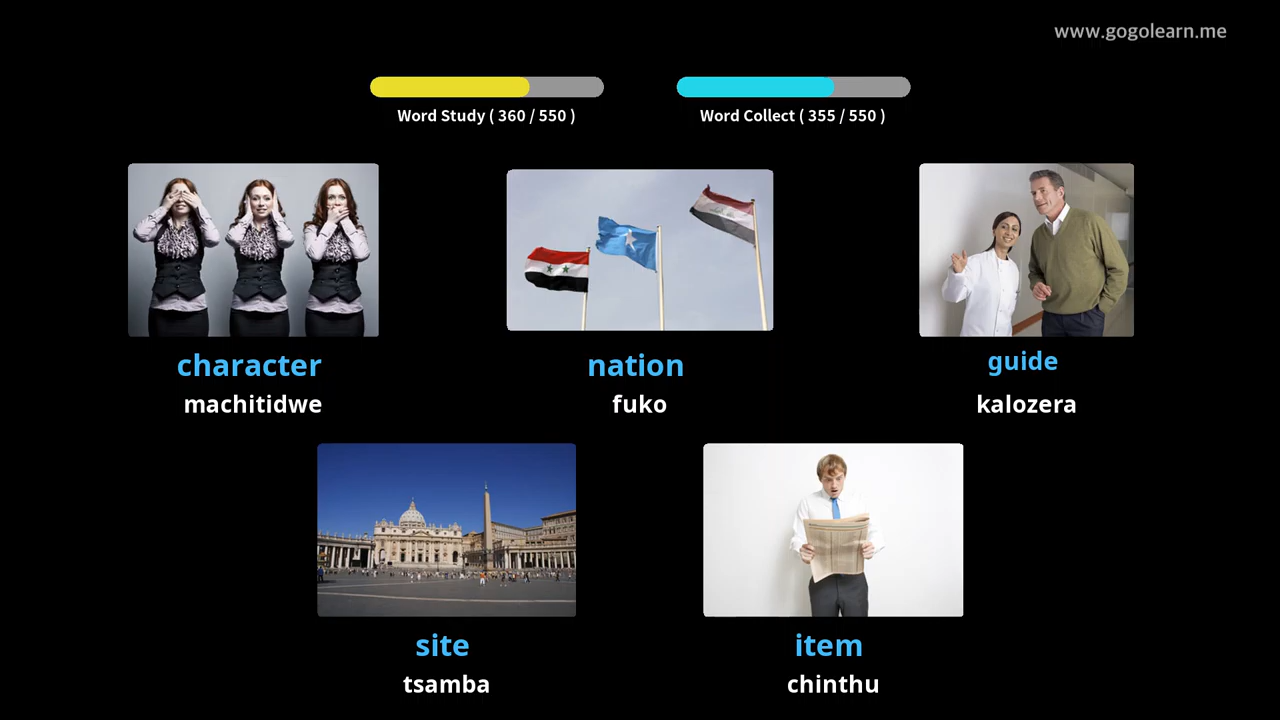 www.gogolearn.me
Word Study ( 360 / 550 )
Word Collect ( 355 / 550 )
character
machitidwe
nation
fuko
guide
kalozera
site
tsamba
item
chinthu